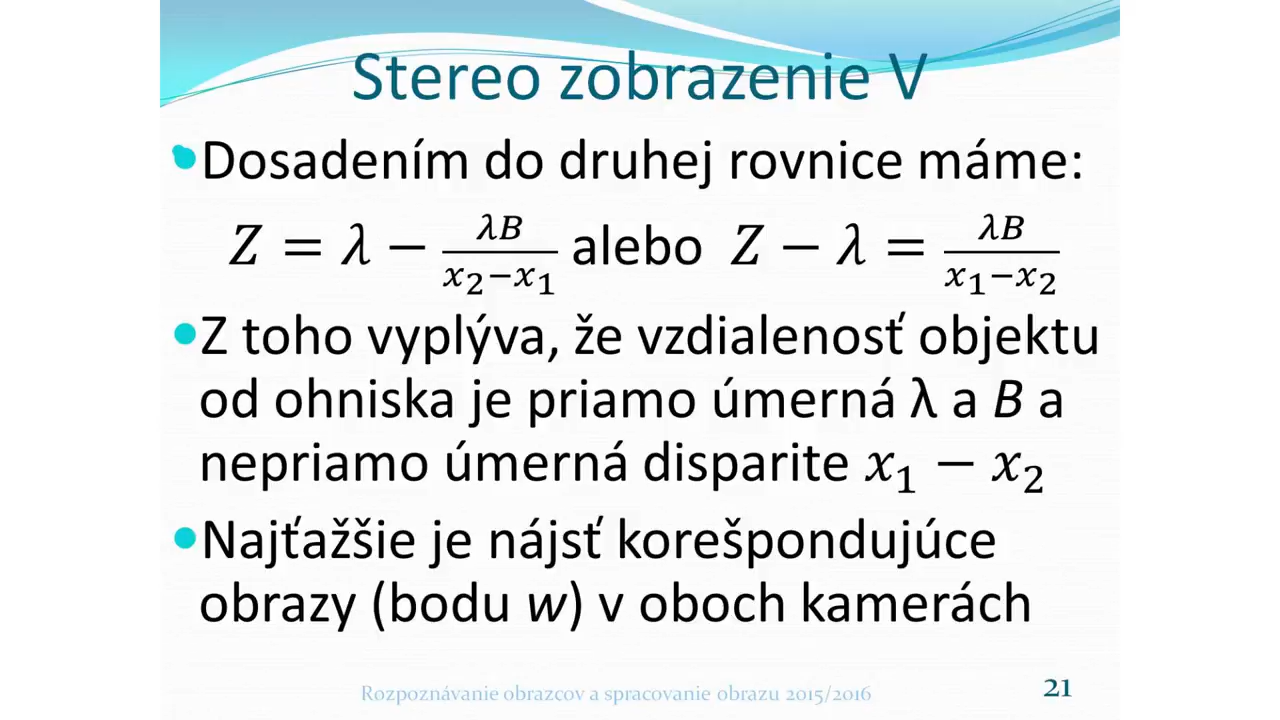 Stereo zobrazenie V
•Dosadením do druhej rovnice máme:
Z = λ − λB/(x₂−x₁) alebo Z − λ = λB/(x₁−x₂)
•Z toho vyplýva, že vzdialenosť objektu
od ohniska je priamo úmerná λ a B a
nepriamo úmerná disparite x₁ − x₂
•Najťažšie je nájsť korešpondujúce
obrazy (bodu w) v oboch kamerách
Rozpoznávanie obrazcov a spracovanie obrazu 2015/2016
21